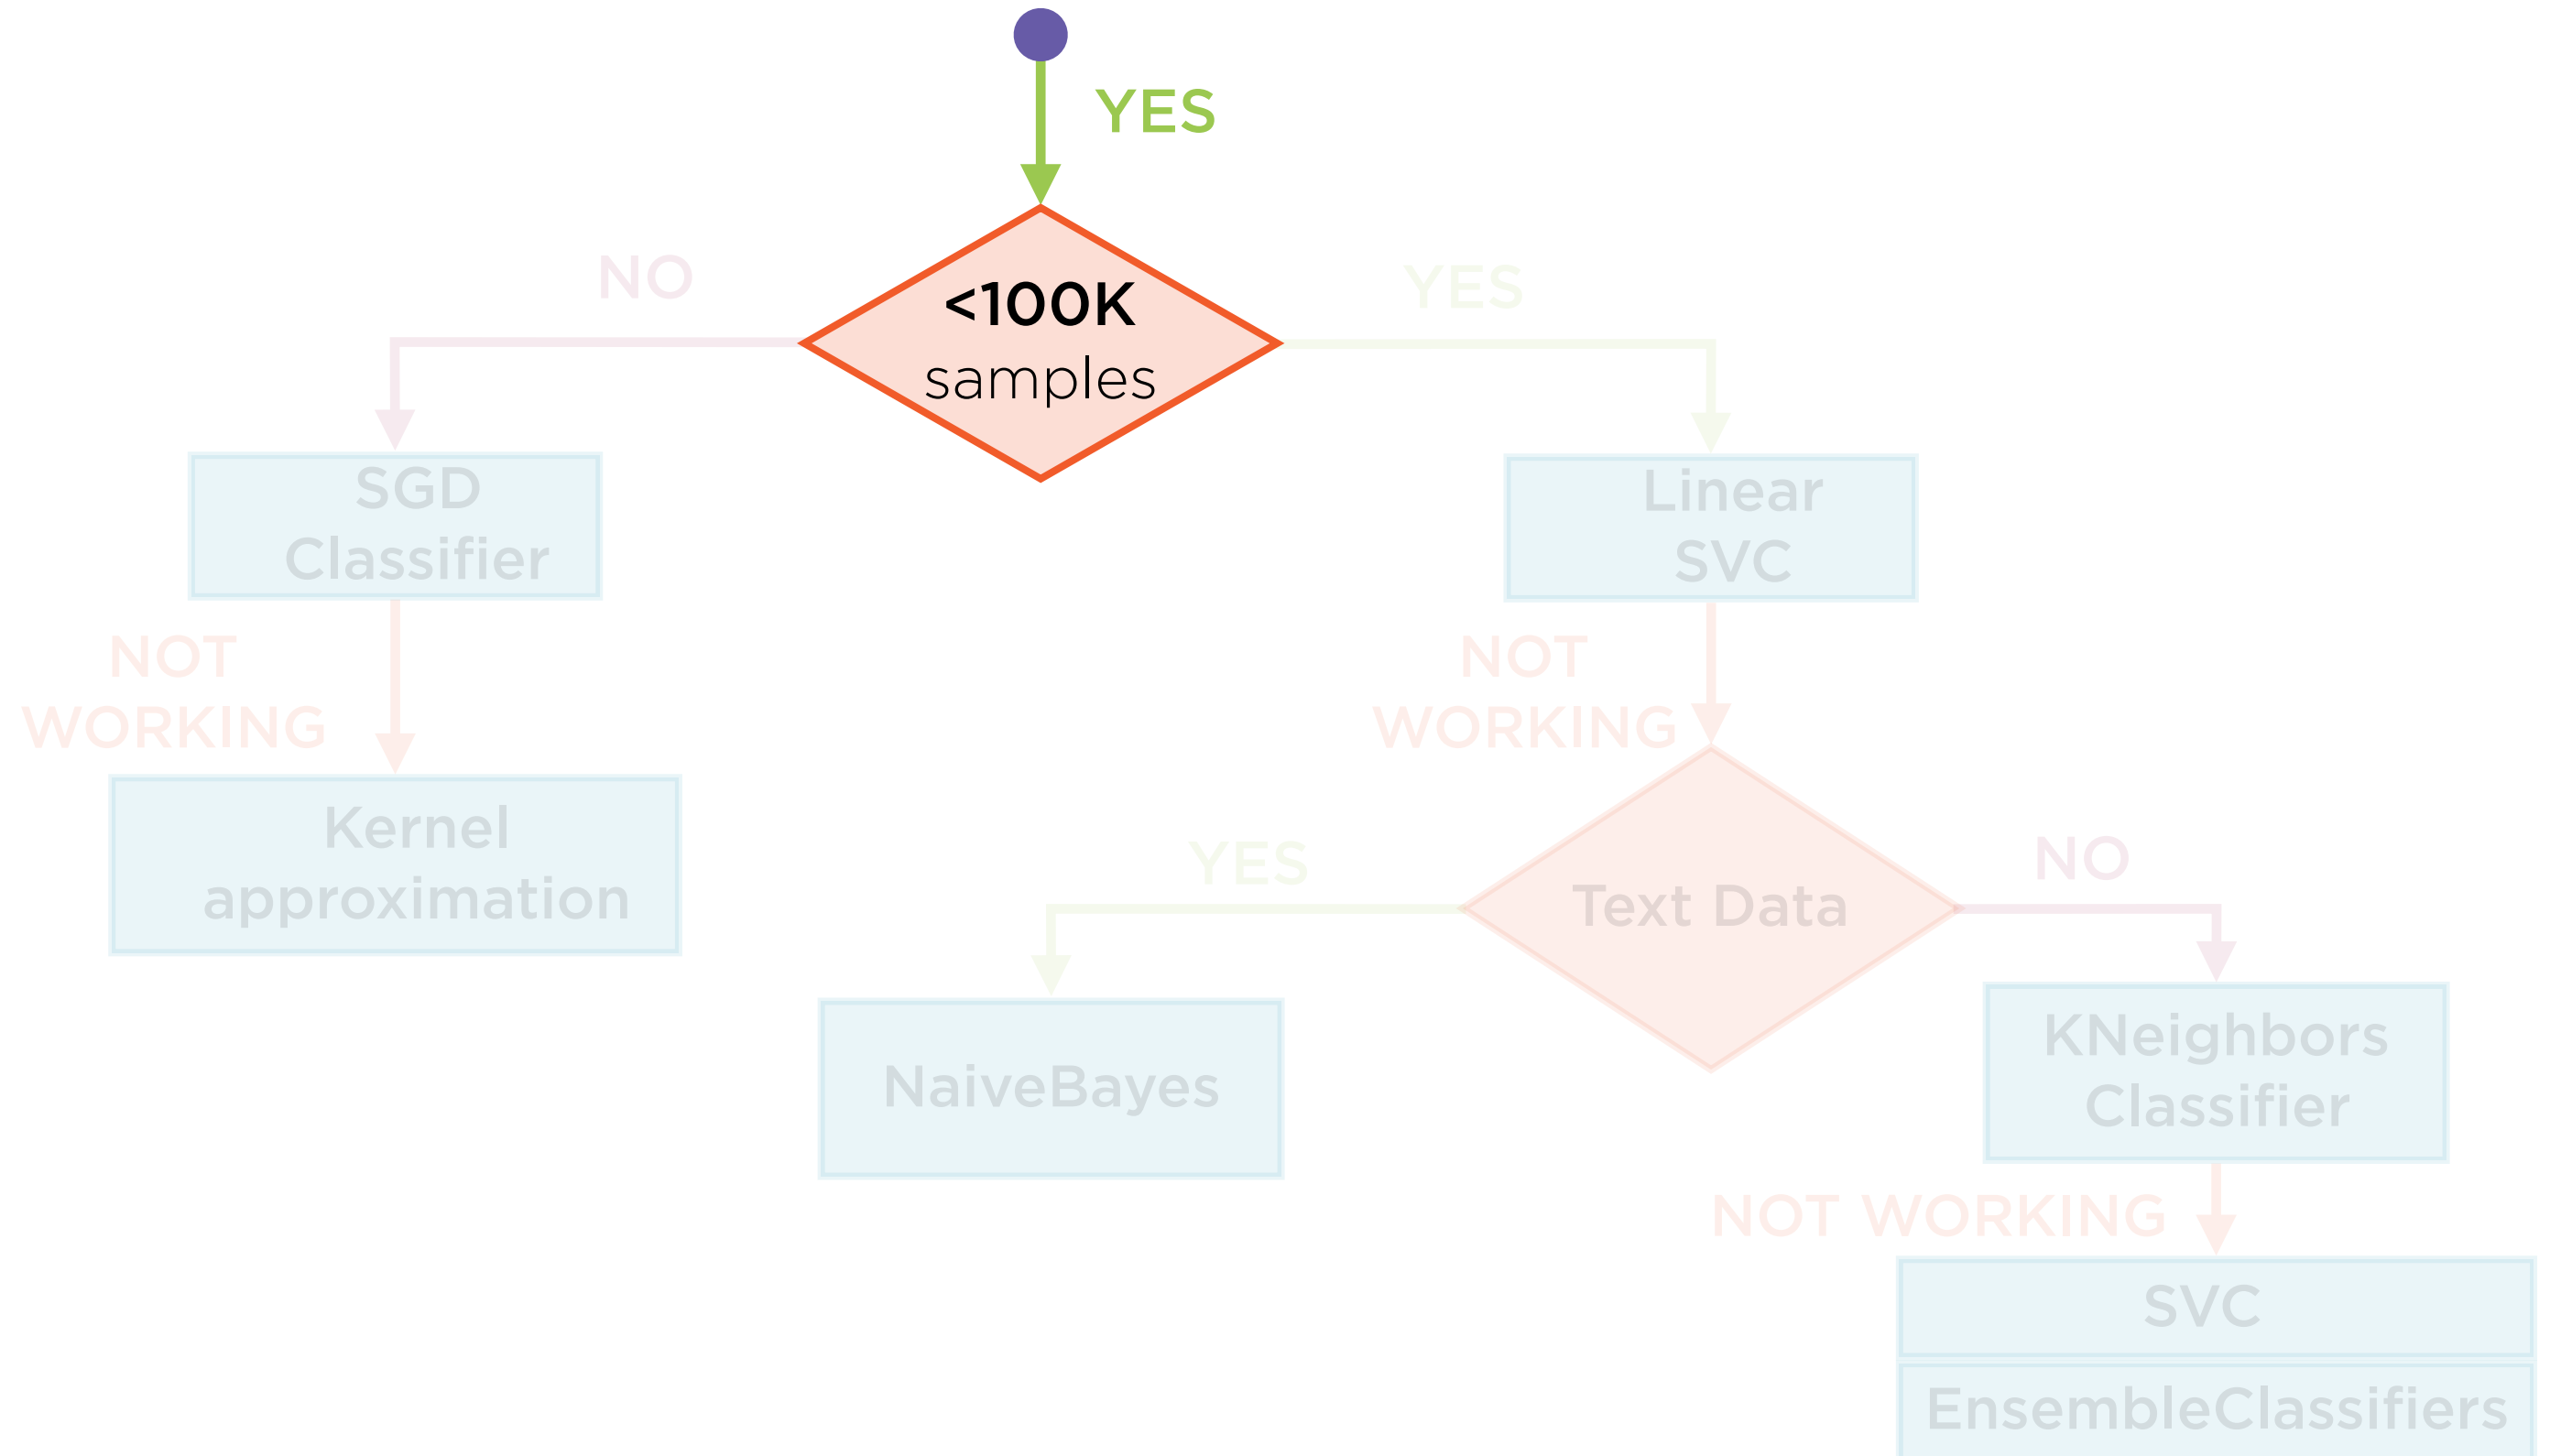 YES
<100K
samples
NO
YES
SGD
Classifier
Linear
SVC
NOT
WORKING
NOT
WORKING
Kernel
approximation
YES
Text Data
NO
NaiveBayes
KNeighbors
Classifier
NOT WORKING
SVC
EnsembleClassifiers